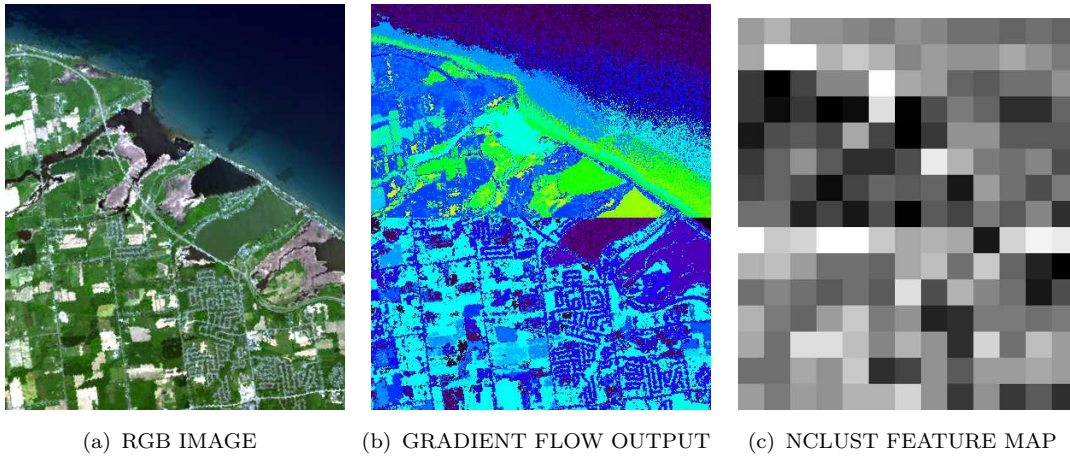 (a) RGB IMAGE
(b) GRADIENT FLOW OUTPUT
(c) NCLUST FEATURE MAP